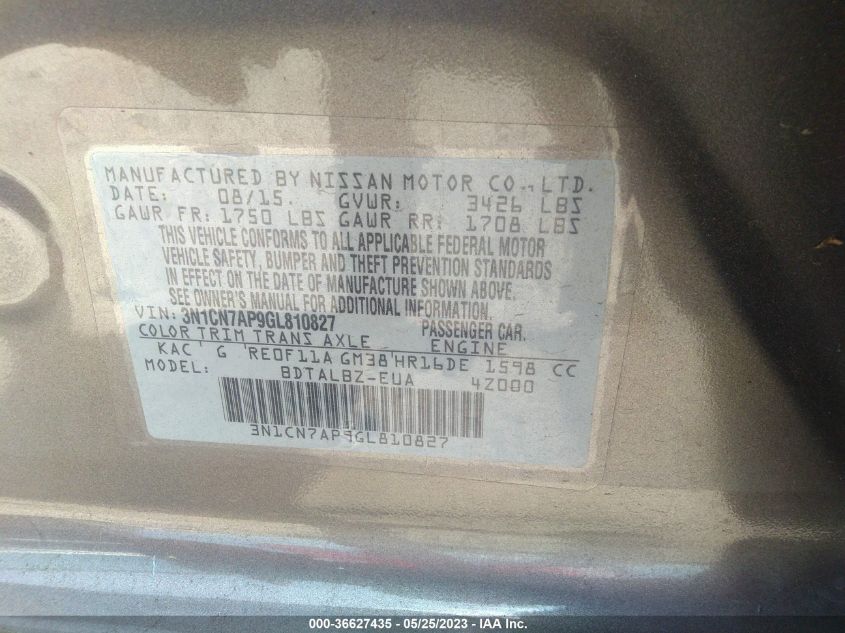 MANUFACTURED BY NISSAN MOTOR CO., LTD.
DATE: 08/15. GVWR: 3426 LBS
GAWR FR: 1750 LBS GAWR RR: 1708 LBS
THIS VEHICLE CONFORMS TO ALL APPLICABLE FEDERAL MOTOR
VEHICLE SAFETY, BUMPER AND THEFT PREVENTION STANDARDS
IN EFFECT ON THE DATE OF MANUFACTURE SHOWN ABOVE.
SEE OWNER'S MANUAL FOR ADDITIONAL INFORMATION.
VIN: 3N1CN7AP9GL810827 PASSENGER CAR.
COLOR TRIM TRANS AXLE ENGINE
KAC ' G 'RE0F11A GM38'HR16DE 1598 CC
MODEL: BDTALBZ-EUA 4Z000
3N1CN7AP9GL810827
000-36627435 - 05/25/2023 - IAA Inc.